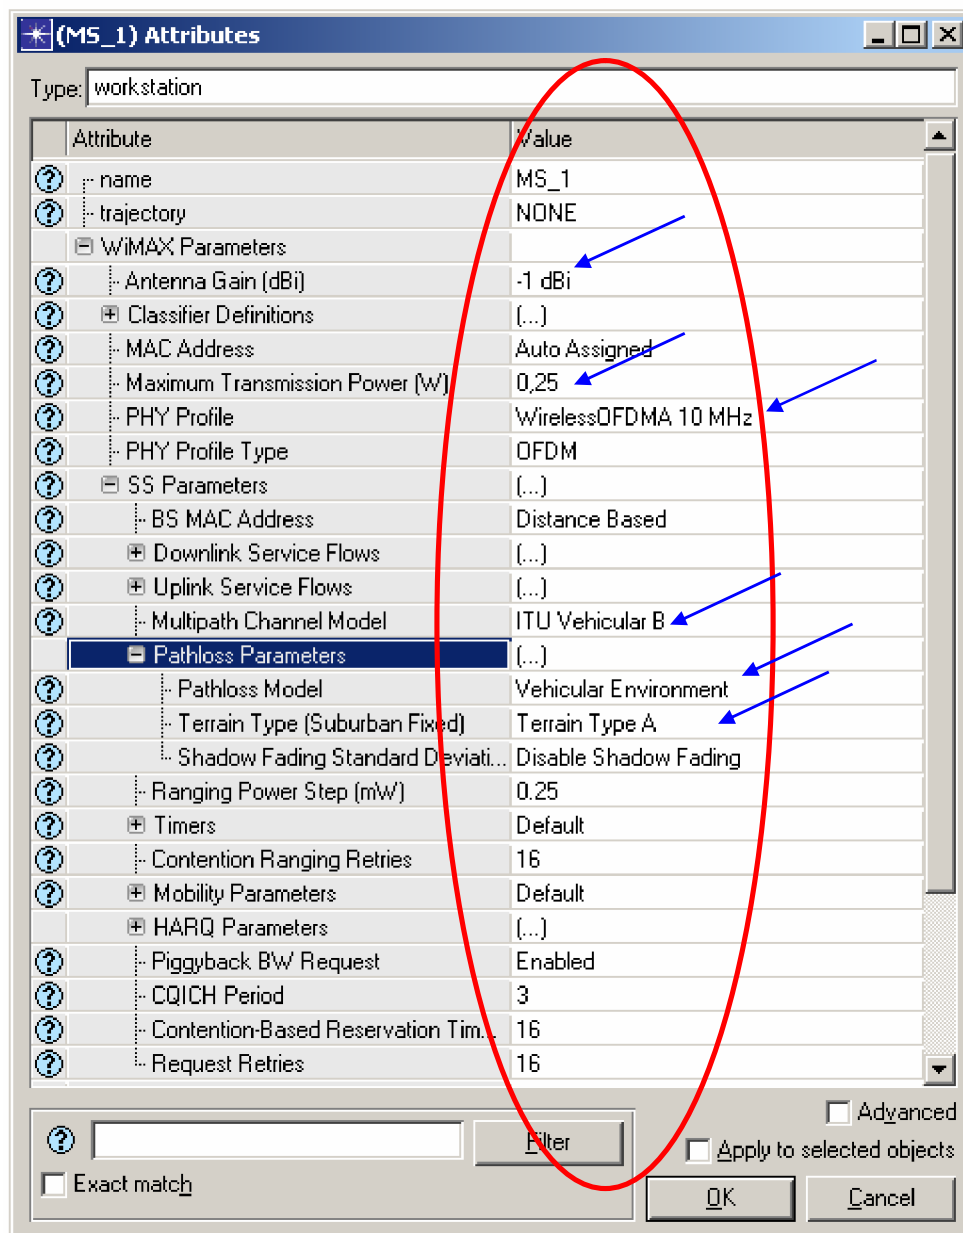 (MS_1) Attributes
Type: workstation
Attribute Value
name MS_1
trajectory NONE
WiMAX Parameters
Antenna Gain (dBi) -1 dBi
Classifier Definitions (...)
MAC Address Auto Assigned
Maximum Transmission Power (W) 0,25
PHY Profile WirelessOFDMA 10 MHz
PHY Profile Type OFDM
SS Parameters (...)
BS MAC Address Distance Based
Downlink Service Flows (...)
Uplink Service Flows (...)
Multipath Channel Model ITU Vehicular B
Pathloss Parameters (...)
Pathloss Model Vehicular Environment
Terrain Type (Suburban Fixed) Terrain Type A
Shadow Fading Standard Deviati... Disable Shadow Fading
Ranging Power Step (mW) 0.25
Timers Default
Contention Ranging Retries 16
Mobility Parameters Default
HARQ Parameters (...)
Piggyback BW Request Enabled
CQICH Period 3
Contention-Based Reservation Tim... 16
Request Retries 16
Advanced
Filter
Apply to selected objects
Exact match
OK Cancel